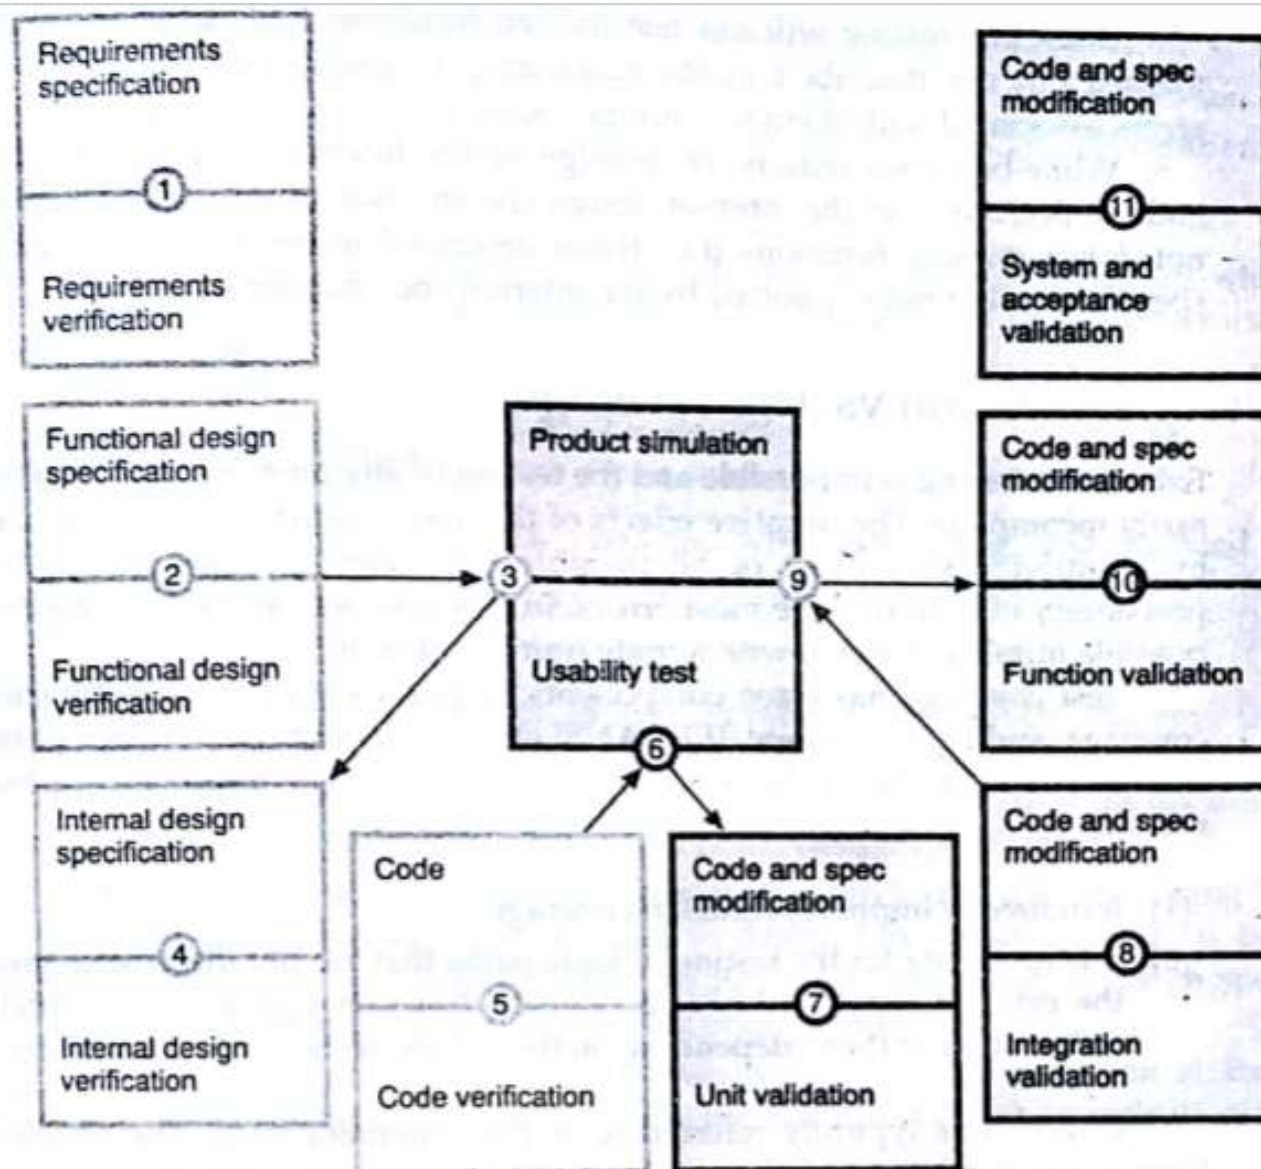 Requirements
specification
1
Requirements
verification
Code and spec
modification
11
System and
acceptance
validation
Functional design
specification
2
Functional design
verification
Product simulation
3
9
Usability test
6
Code and spec
modification
10
Function validation
Internal design
specification
4
Internal design
verification
Code
5
Code verification
Code and spec
modification
7
Unit validation
Code and spec
modification
8
Integration
validation